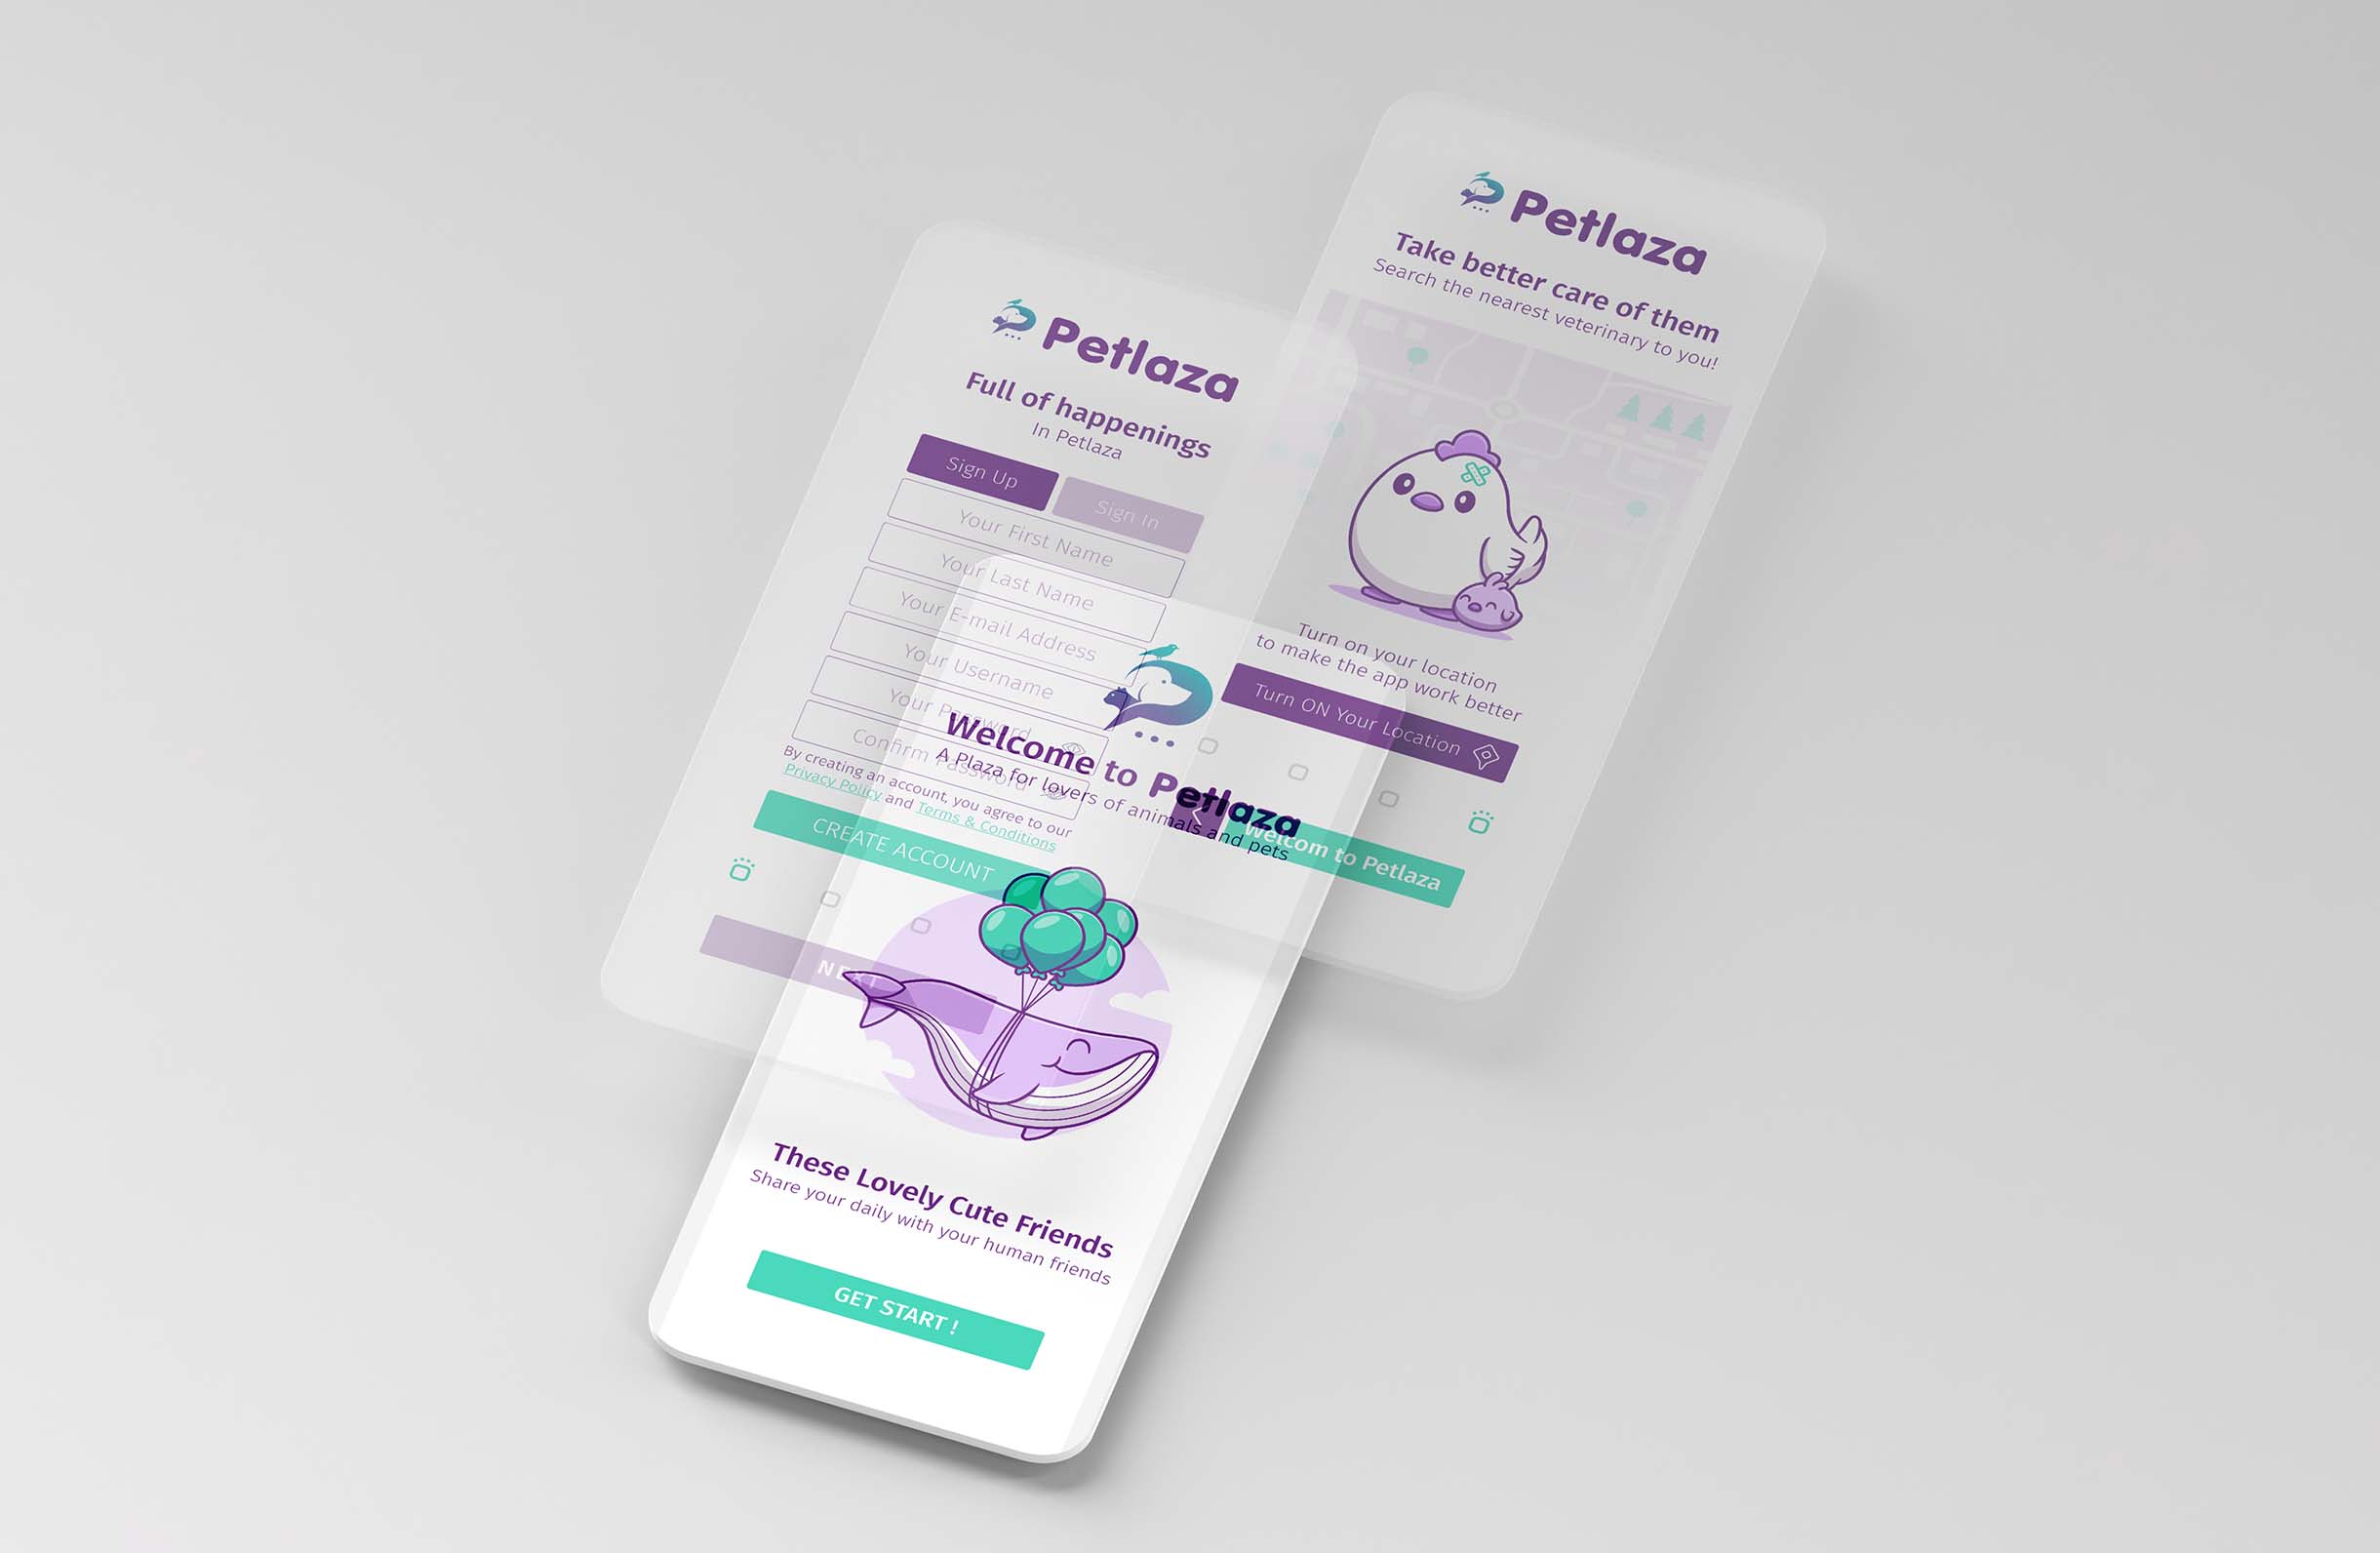 Petlaza
Full of happenings
In Petlaza
Sign Up
Sign In
Your First Name
Your Last Name
Your E-mail Address
Your Username
Your Password
Confirm Password
By creating an account, you agree to our
Privacy Policy and Terms & Conditions
CREATE ACCOUNT
NEXT
Petlaza
Take better care of them
Search the nearest veterinary to you!
Turn on your location
to make the app work better
Turn ON Your Location
Welcom to Petlaza
Welcome to Petlaza
A Plaza for lovers of animals and pets
These Lovely Cute Friends
Share your daily with your human friends
GET START !